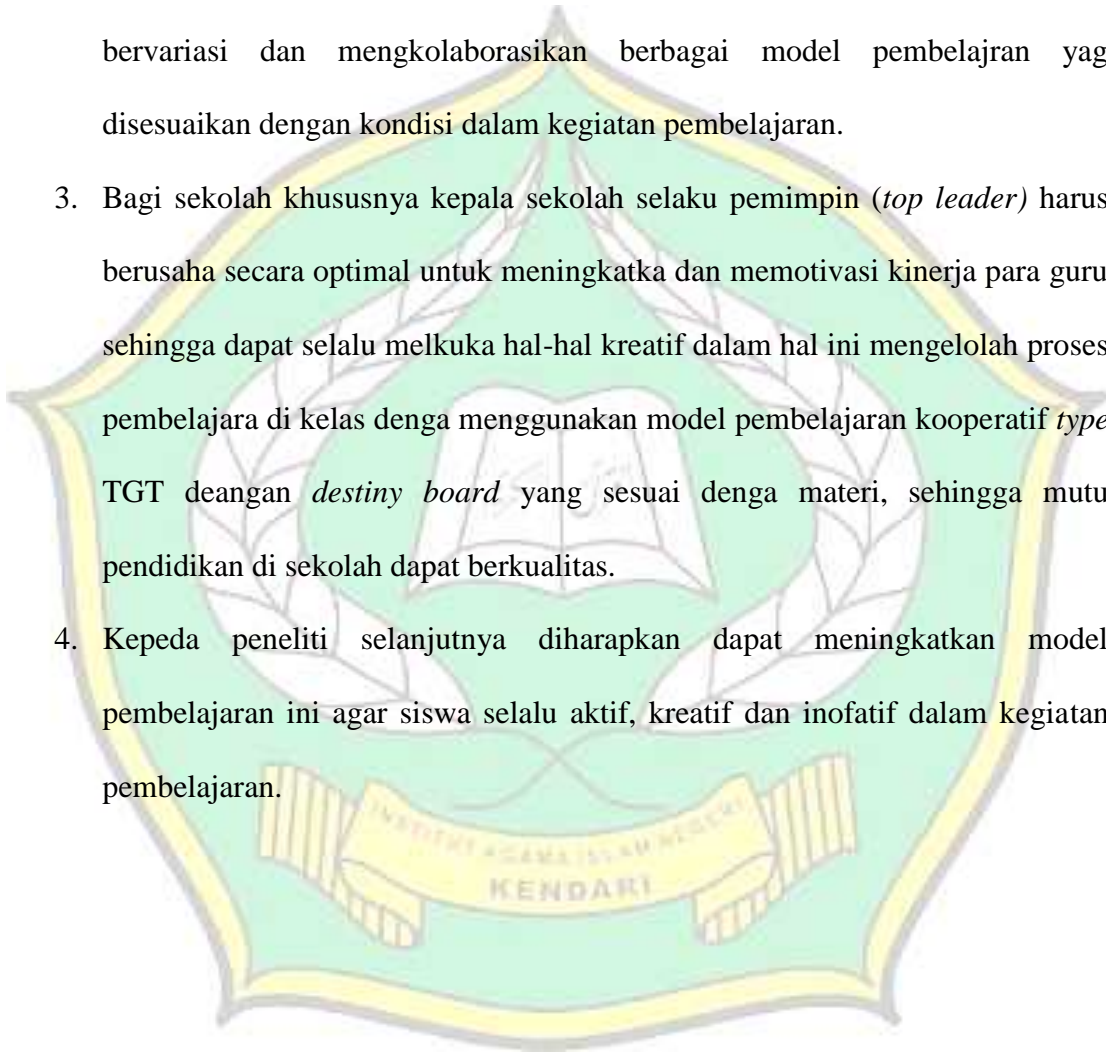 bervariasi dan mengkolaborasikan berbagai model pembelajran yag
disesuaikan dengan kondisi dalam kegiatan pembelajaran.
3. Bagi sekolah khususnya kepala sekolah selaku pemimpin (top leader) harus
berusaha secara optimal untuk meningkatka dan memotivasi kinerja para guru
sehingga dapat selalu melkuka hal-hal kreatif dalam hal ini mengelolah proses
pembelajara di kelas denga menggunakan model pembelajaran kooperatif type
TGT deangan destiny board yang sesuai denga materi, sehingga mutu
pendidikan di sekolah dapat berkualitas.
4. Kepeda peneliti selanjutnya diharapkan dapat meningkatkan model
pembelajaran ini agar siswa selalu aktif, kreatif dan inofatif dalam kegiatan
pembelajaran.
INSTITUT AGAMA ISLAM NEGERI
KENDARI